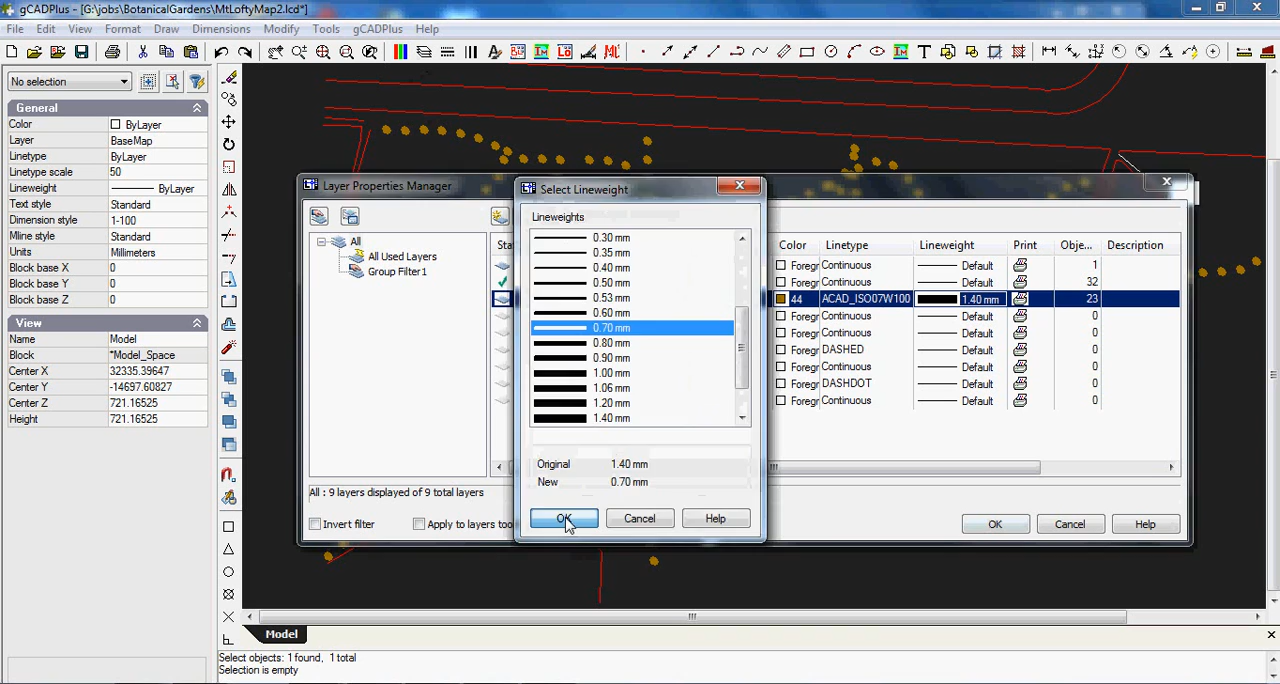 gCADPlus - [G:\jobs\BotanicalGardens\MtLoftyMap2.lcd*]
File Edit View Format Draw Dimensions Modify Tools gCADPlus Help
No selection
General
Color ByLayer
Layer BaseMap
Linetype ByLayer
Linetype scale 50
Lineweight ByLayer
Text style Standard
Dimension style 1-100
Mline style Standard
Units Millimeters
Block base X 0
Block base Y 0
Block base Z 0
View
Name Model
Block *Model_Space
Center X 32335.39647
Center Y -14697.60827
Center Z 721.16525
Height 721.16525
Layer Properties Manager
All
All Used Layers
Group Filter1
All : 9 layers displayed of 9 total layers
Invert filter
Apply to layers too
Select Lineweight
Lineweights
0.30 mm
0.35 mm
0.40 mm
0.50 mm
0.53 mm
0.60 mm
0.70 mm
0.80 mm
0.90 mm
1.00 mm
1.06 mm
1.20 mm
1.40 mm
Original 1.40 mm
New 0.70 mm
OK Cancel Help
Color Linetype Lineweight Print Obje... Description
Foregr Continuous Default 1
Foregr Continuous Default 32
44 ACAD_ISO07W100 1.40 mm 23
Foregr Continuous Default 0
Foregr Continuous Default 0
Foregr DASHED Default 0
Foregr Continuous Default 0
Foregr DASHDOT Default 0
Foregr Continuous Default 0
OK Cancel Help
Model
Select objects: 1 found, 1 total
Selection is empty